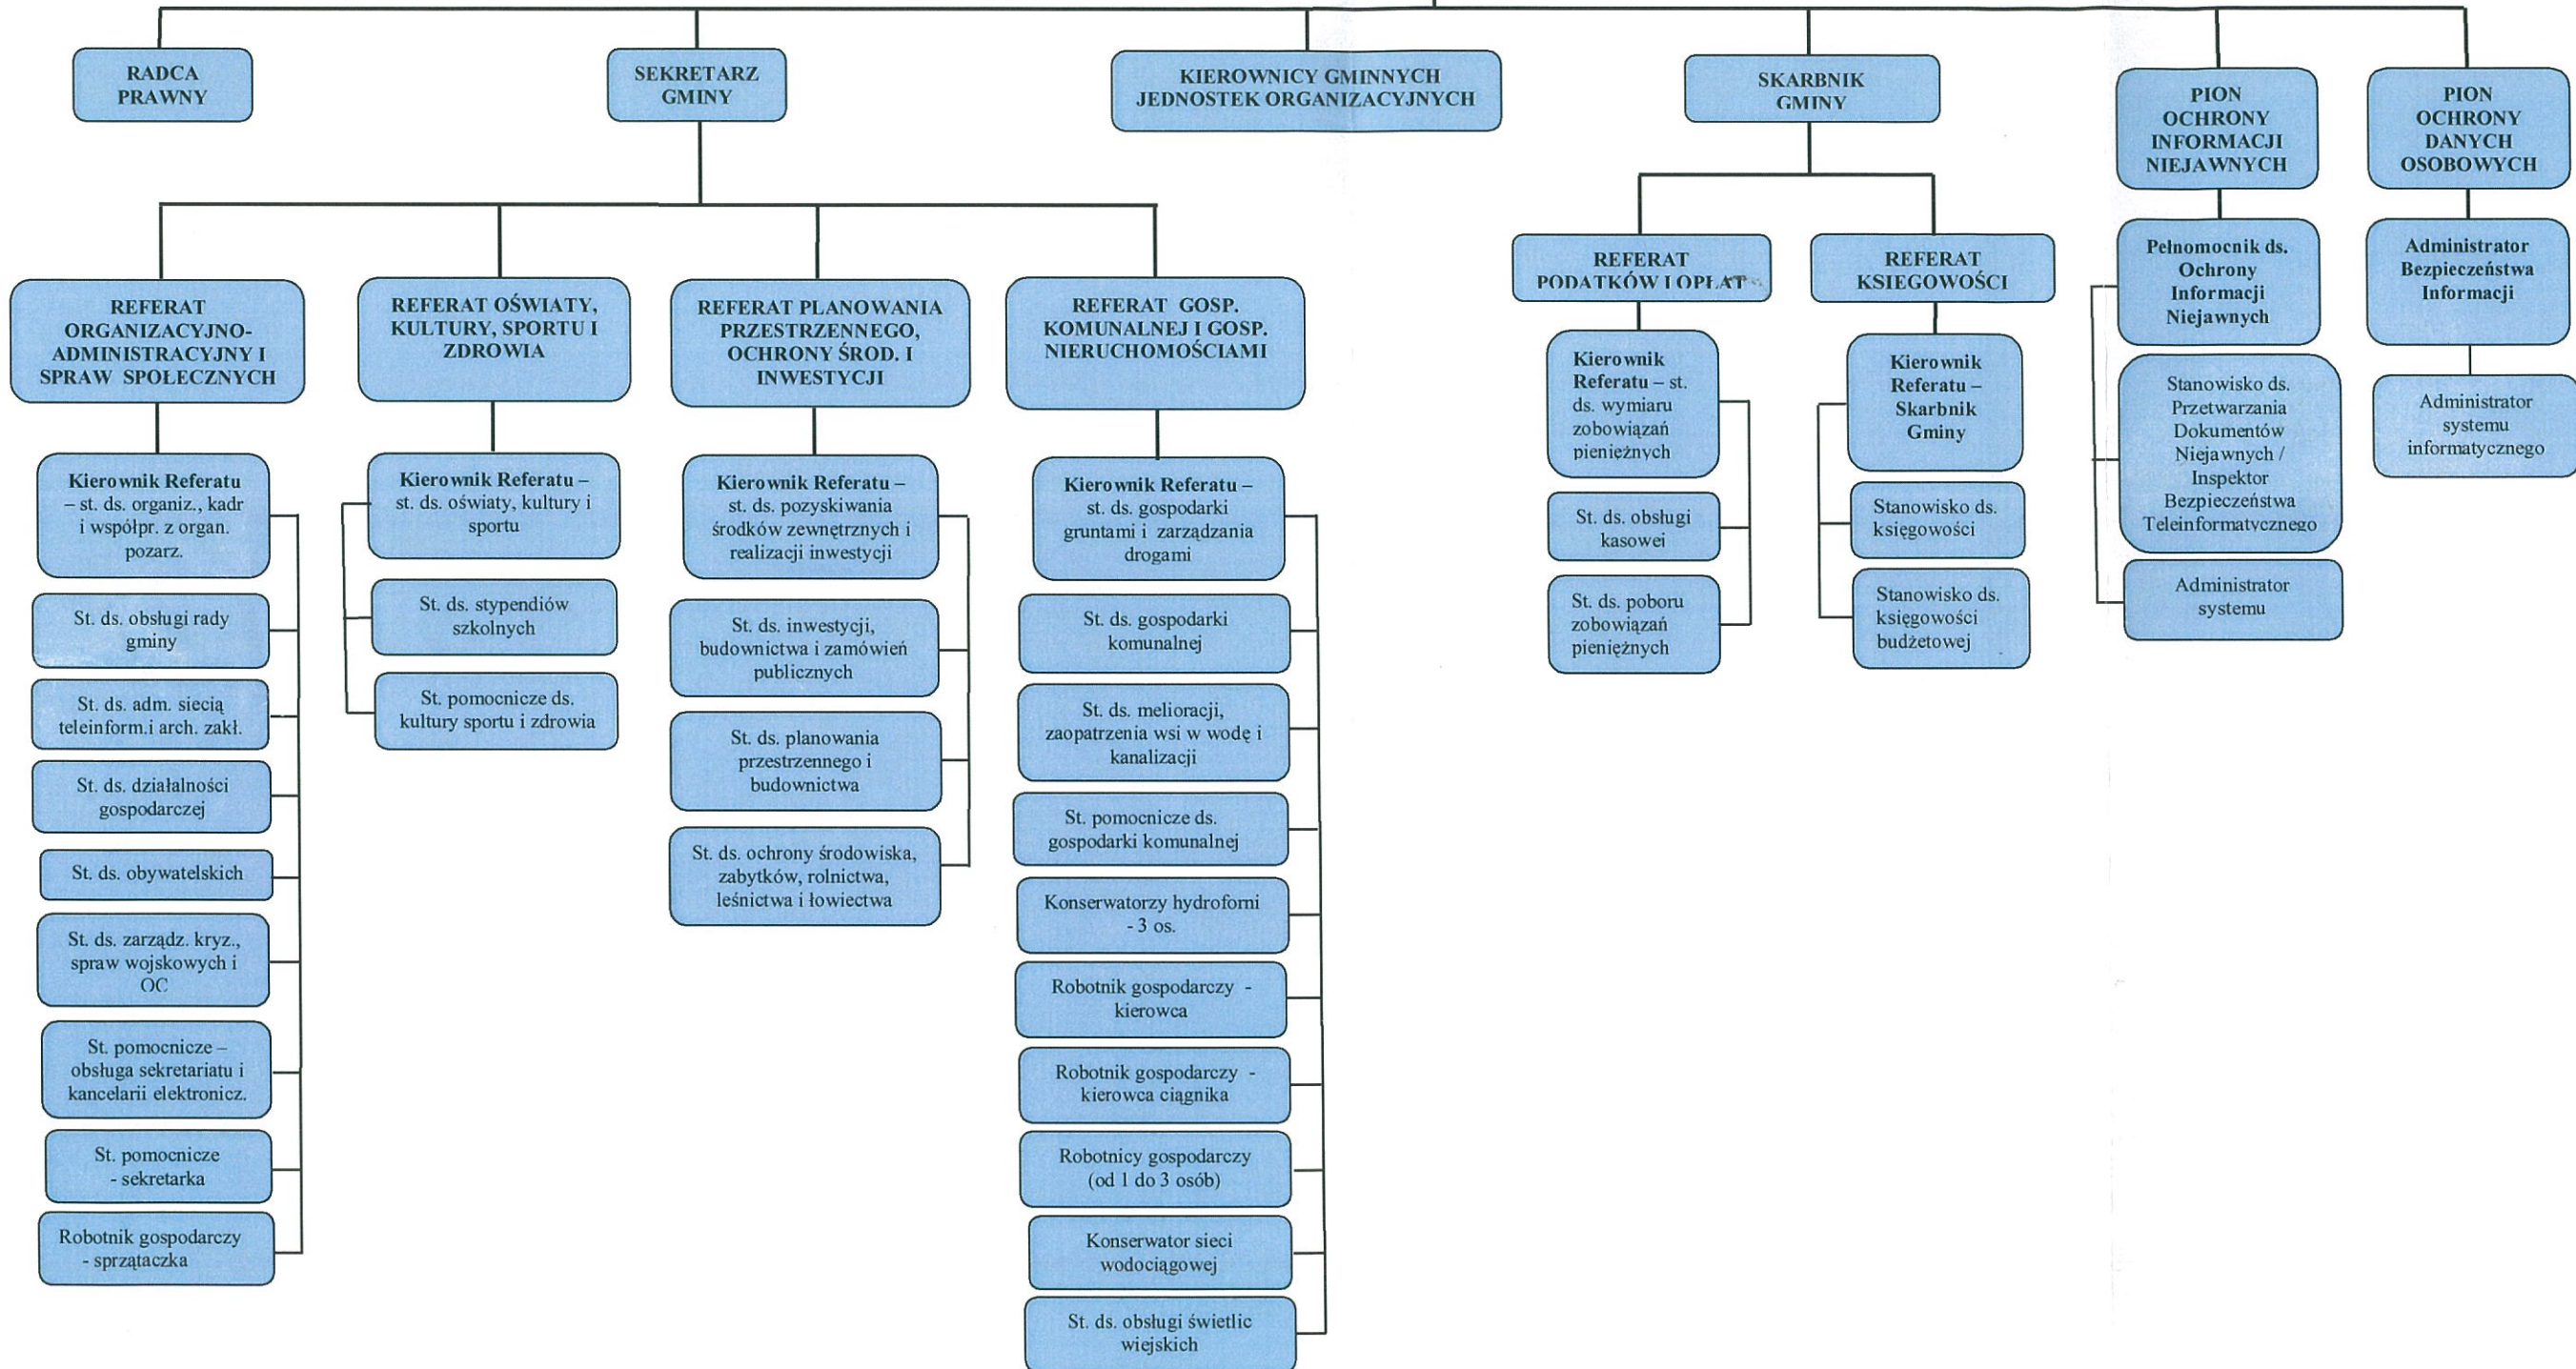 RADCA
PRAWNY
SEKRETARZ
GMINY
KIEROWNICY GMINNYCH
JEDNOSTEK ORGANIZACYJNYCH
SKARBNIK
GMINY
PION
OCHRONY
INFORMACJI
NIEJAWNYCH
PION
OCHRONY
DANYCH
OSOBOWYCH
REFERAT
ORGANIZACYJNO-
ADMINISTRACYJNY I
SPRAW SPOŁECZNYCH
Kierownik Referatu
– st. ds. organiz., kadr
i współpr. z organ.
pozarz.
St. ds. obsługi rady
gminy
St. ds. adm. siecią
teleinform.i arch. zakł.
St. ds. działalności
gospodarczej
St. ds. obywatelskich
St. ds. zarządz. kryz.,
spraw wojskowych i
OC
St. pomocnicze –
obsługa sekretariatu i
kancelarii elektronicz.
St. pomocnicze
- sekretarka
Robotnik gospodarczy
- sprzątaczka
REFERAT OŚWIATY,
KULTURY, SPORTU I
ZDROWIA
Kierownik Referatu –
st. ds. oświaty, kultury i
sportu
St. ds. stypendiów
szkolnych
St. pomocnicze ds.
kultury sportu i zdrowia
REFERAT PLANOWANIA
PRZESTRZENNEGO,
OCHRONY ŚROD. I
INWESTYCJI
Kierownik Referatu –
st. ds. pozyskiwania
środków zewnętrznych i
realizacji inwestycji
St. ds. inwestycji,
budownictwa i zamówień
publicznych
St. ds. planowania
przestrzennego i
budownictwa
St. ds. ochrony środowiska,
zabytków, rolnictwa,
leśnictwa i łowiectwa
REFERAT GOSP.
KOMUNALNEJ I GOSP.
NIERUCHOMOŚCIAMI
Kierownik Referatu –
st. ds. gospodarki
gruntami i zarządzania
drogami
St. ds. gospodarki
komunalnej
St. ds. melioracji,
zaopatrzenia wsi w wodę i
kanalizacji
St. pomocnicze ds.
gospodarki komunalnej
Konserwatorzy hydroforni
- 3 os.
Robotnik gospodarczy -
kierowca
Robotnik gospodarczy -
kierowca ciągnika
Robotnicy gospodarczy
(od 1 do 3 osób)
Konserwator sieci
wodociągowej
St. ds. obsługi świetlic
wiejskich
REFERAT
PODATKÓW I OPŁAT
Kierownik
Referatu – st.
ds. wymiaru
zobowiązań
pieniężnych
St. ds. obsługi
kasowej
St. ds. poboru
zobowiązań
pieniężnych
REFERAT
KSIEGOWOŚCI
Kierownik
Referatu –
Skarbnik
Gminy
Stanowisko ds.
księgowości
Stanowisko ds.
księgowości
budżetowej
Pełnomocnik ds.
Ochrony
Informacji
Niejawnych
Stanowisko ds.
Przetwarzania
Dokumentów
Niejawnych /
Inspektor
Bezpieczeństwa
Teleinformatycznego
Administrator
systemu
Administrator
Bezpieczeństwa
Informacji
Administrator
systemu
informatycznego